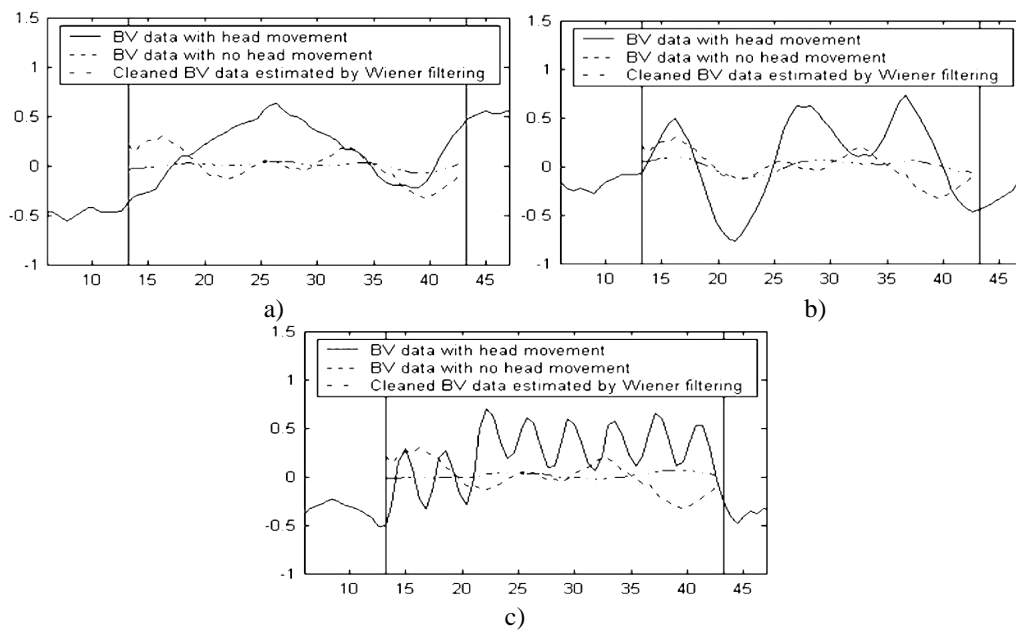 1.5
BV data with head movement
BV data with no head movement
Cleaned BV data estimated by Wiener filtering
1
0.5
0
-0.5
-1
10 15 20 25 30 35 40 45
a)
1.5
BV data with head movement
BV data with no head movement
Cleaned BV data estimated by Wiener filtering
1
0.5
0
-0.5
-1
10 15 20 25 30 35 40 45
b)
1.5
BV data with head movement
BV data with no head movement
Cleaned BV data estimated by Wiener filtering
1
0.5
0
-0.5
-1
10 15 20 25 30 35 40 45
c)